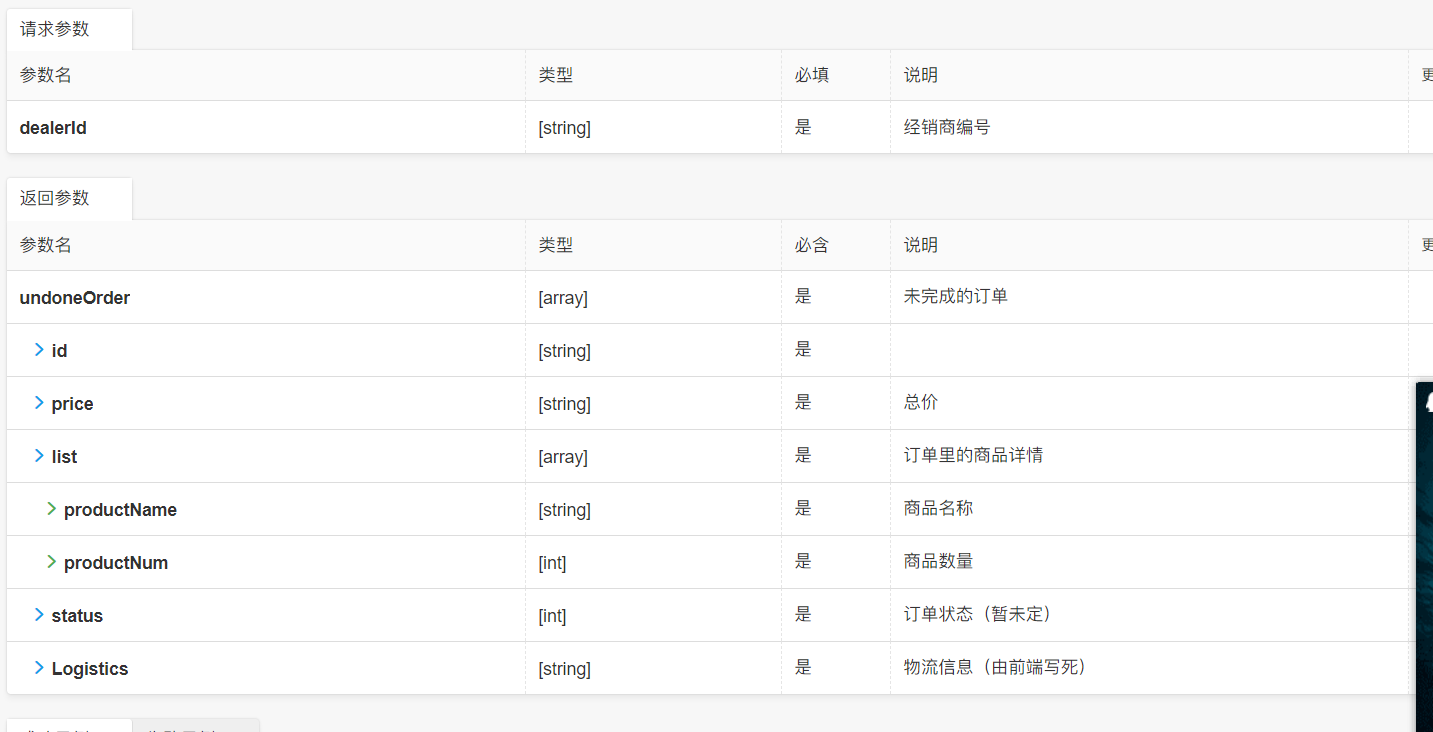 请求参数
参数名 类型 必填 说明 更
dealerId [string] 是 经销商编号
返回参数
参数名 类型 必含 说明 更
undoneOrder [array] 是 未完成的订单
id [string] 是
price [string] 是 总价
list [array] 是 订单里的商品详情
productName [string] 是 商品名称
productNum [int] 是 商品数量
status [int] 是 订单状态（暂未定）
Logistics [string] 是 物流信息（由前端写死）